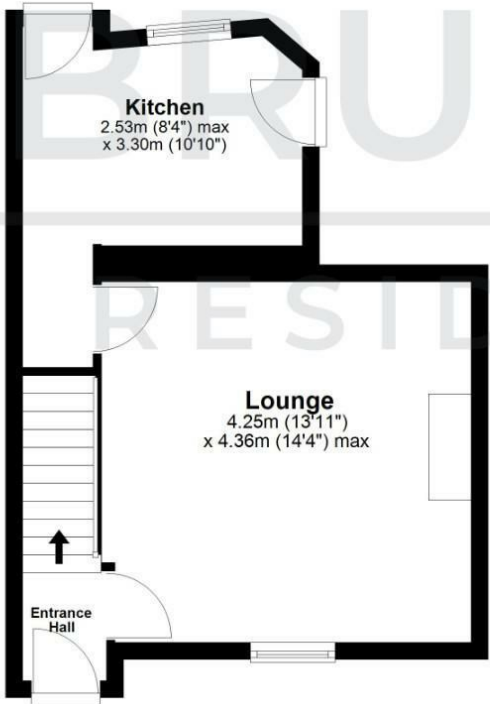 BRU
Kitchen
2.53m (8'4") max
x 3.30m (10'10")
RESID
Lounge
4.25m (13'11")
x 4.36m (14'4") max
Entrance
Hall